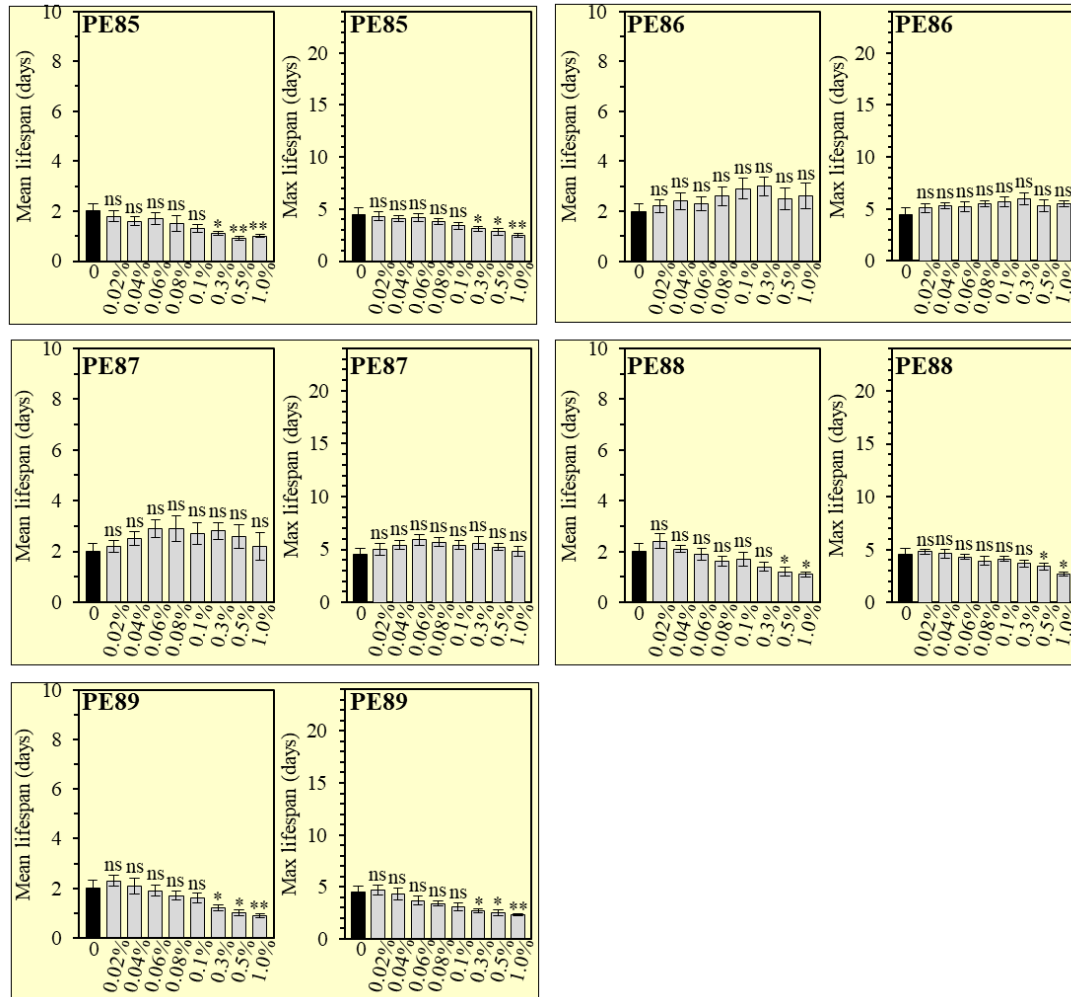 PE85
Mean lifespan (days)
10
8
6
4
2
0
ns ns ns ns ns * ** **
0 0.02% 0.04% 0.06% 0.08% 0.1% 0.3% 0.5% 1.0%
PE85
Max lifespan (days)
20
15
10
5
0
ns ns ns ns ns * * **
0 0.02% 0.04% 0.06% 0.08% 0.1% 0.3% 0.5% 1.0%
PE86
Mean lifespan (days)
10
8
6
4
2
0
ns ns ns ns ns ns ns ns
0 0.02% 0.04% 0.06% 0.08% 0.1% 0.3% 0.5% 1.0%
PE86
Max lifespan (days)
20
15
10
5
0
ns ns ns ns ns ns ns ns
0 0.02% 0.04% 0.06% 0.08% 0.1% 0.3% 0.5% 1.0%
PE87
Mean lifespan (days)
10
8
6
4
2
0
ns ns ns ns ns ns ns ns
0 0.02% 0.04% 0.06% 0.08% 0.1% 0.3% 0.5% 1.0%
PE87
Max lifespan (days)
20
15
10
5
0
ns ns ns ns ns ns ns ns
0 0.02% 0.04% 0.06% 0.08% 0.1% 0.3% 0.5% 1.0%
PE88
Mean lifespan (days)
10
8
6
4
2
0
ns ns ns ns ns ns * *
0 0.02% 0.04% 0.06% 0.08% 0.1% 0.3% 0.5% 1.0%
PE88
Max lifespan (days)
20
15
10
5
0
ns ns ns ns ns ns * *
0 0.02% 0.04% 0.06% 0.08% 0.1% 0.3% 0.5% 1.0%
PE89
Mean lifespan (days)
10
8
6
4
2
0
ns ns ns ns ns * * **
0 0.02% 0.04% 0.06% 0.08% 0.1% 0.3% 0.5% 1.0%
PE89
Max lifespan (days)
20
15
10
5
0
ns ns ns ns ns * * **
0 0.02% 0.04% 0.06% 0.08% 0.1% 0.3% 0.5% 1.0%